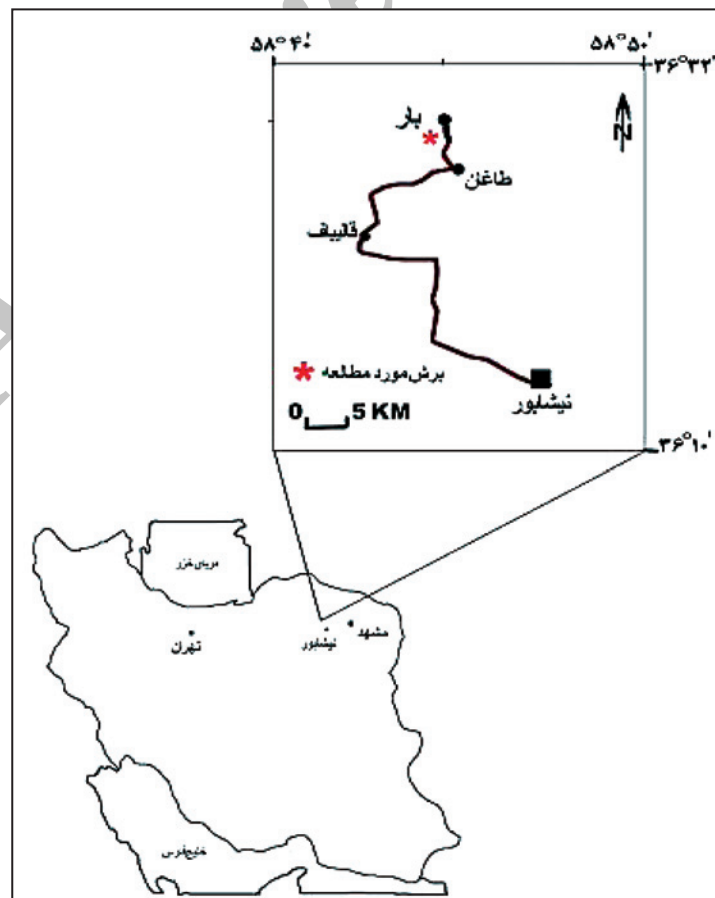 ۵۸°۴۰' ۵۸°۵۰'
۳۶°۳۲'
بار
N
طاغان
قالیباف
برش مورد مطالعه
نیشابور
0 5 KM
۳۶°۱۰'
دریای خزر
مشهد
نیشابور
تهران
خلیج فارس